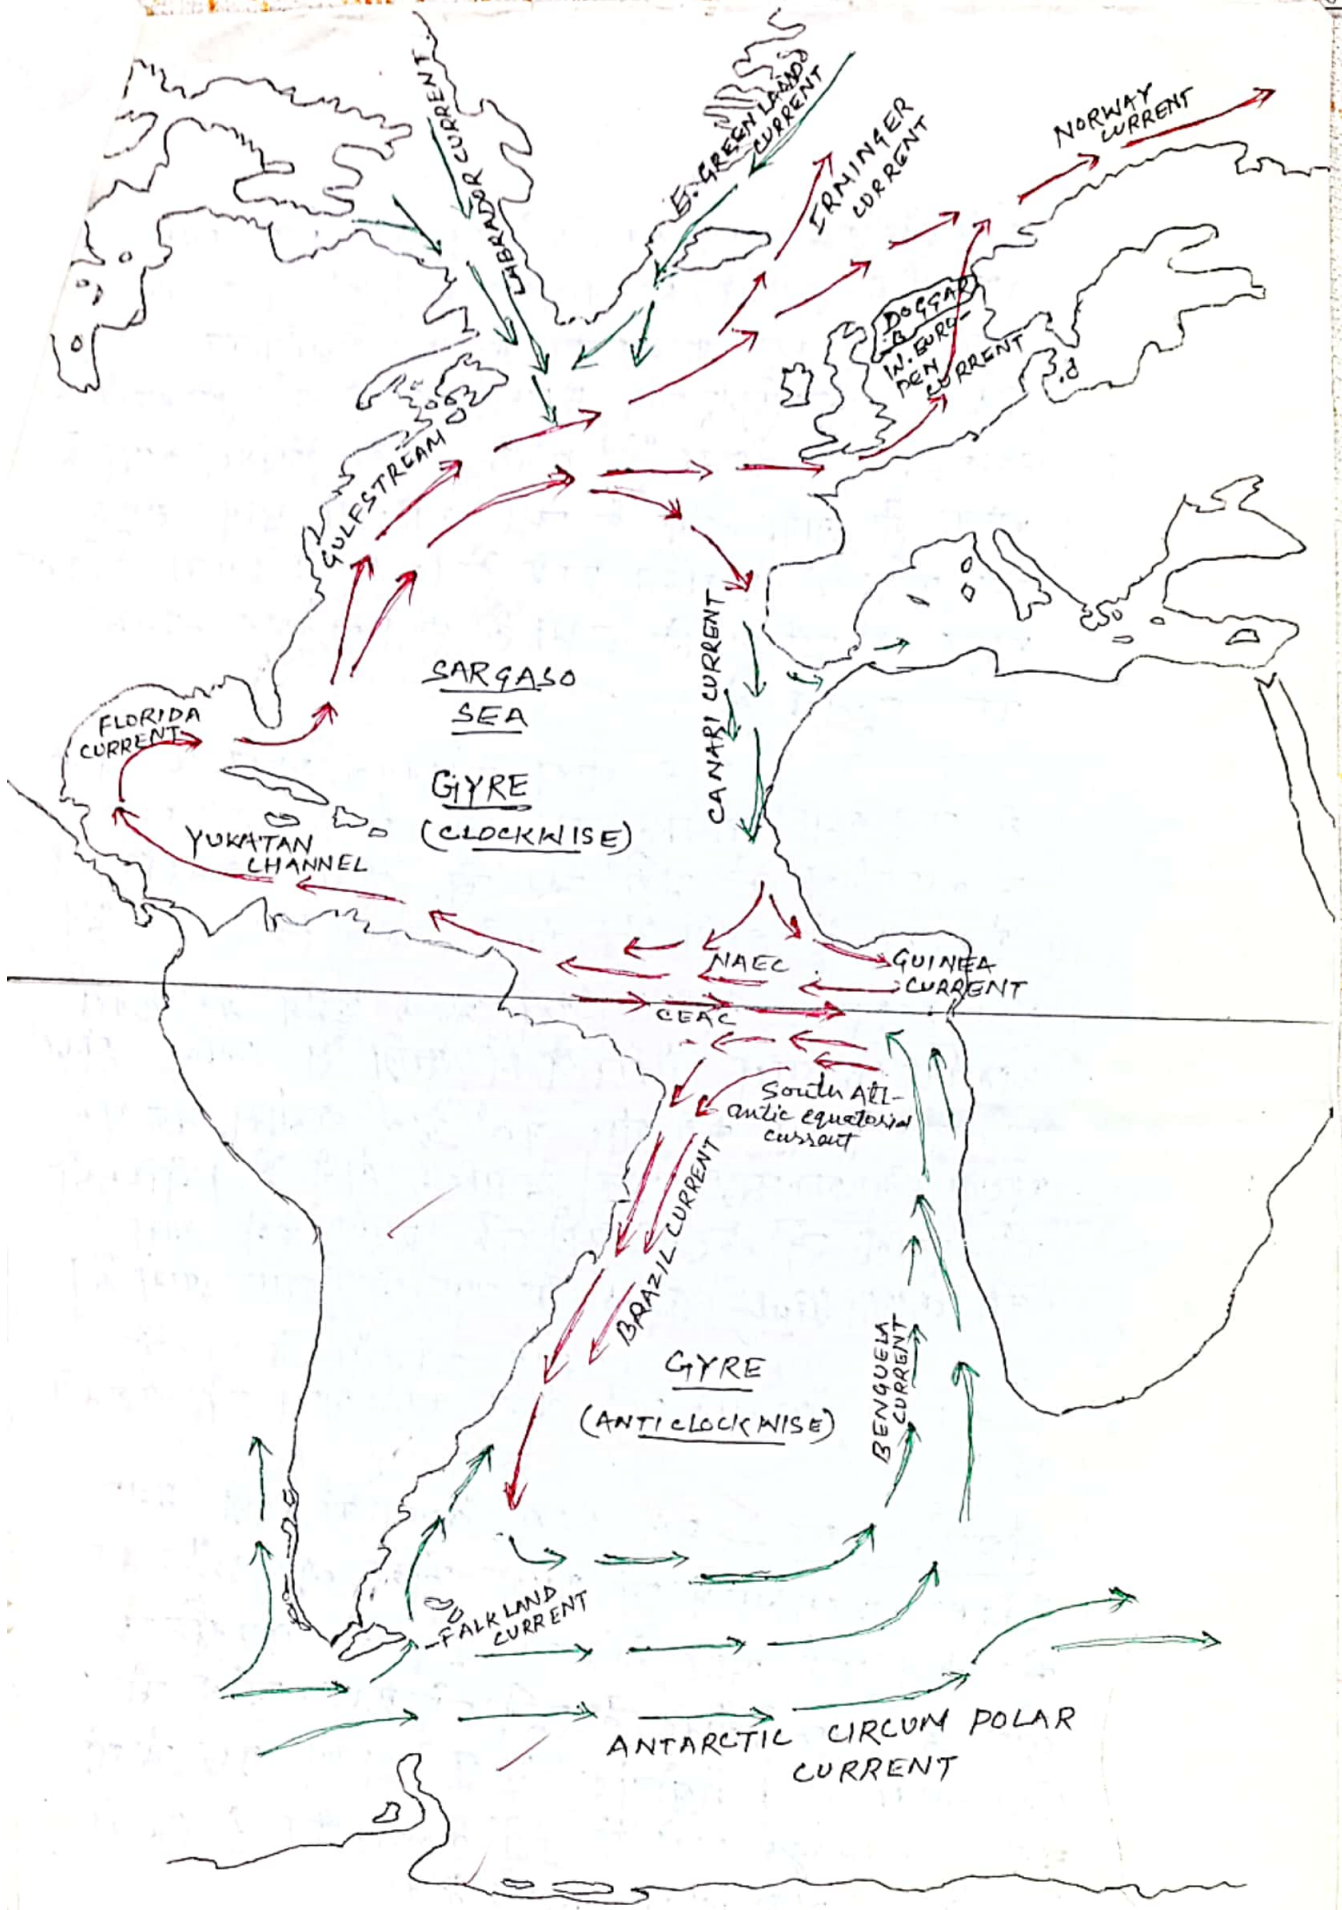 LABRADOR CURRENT
E. GREENLAND
CURRENT
IRMINGER
CURRENT
NORWAY
CURRENT
DOGGAR
B
N. EURO-
PEN
CURRENT
GULFSTREAM
SARGASO
SEA
CANARI CURRENT
FLORIDA
CURRENT
GYRE
(CLOCKWISE)
YUKATAN
CHANNEL
NAEC
GUINEA
CURRENT
CEAC
South Atl-
antic equatorial
current
BRAZIL CURRENT
GYRE
(ANTICLOCKWISE)
BENGUELA
CURRENT
FALKLAND
CURRENT
ANTARCTIC CIRCUM POLAR
CURRENT